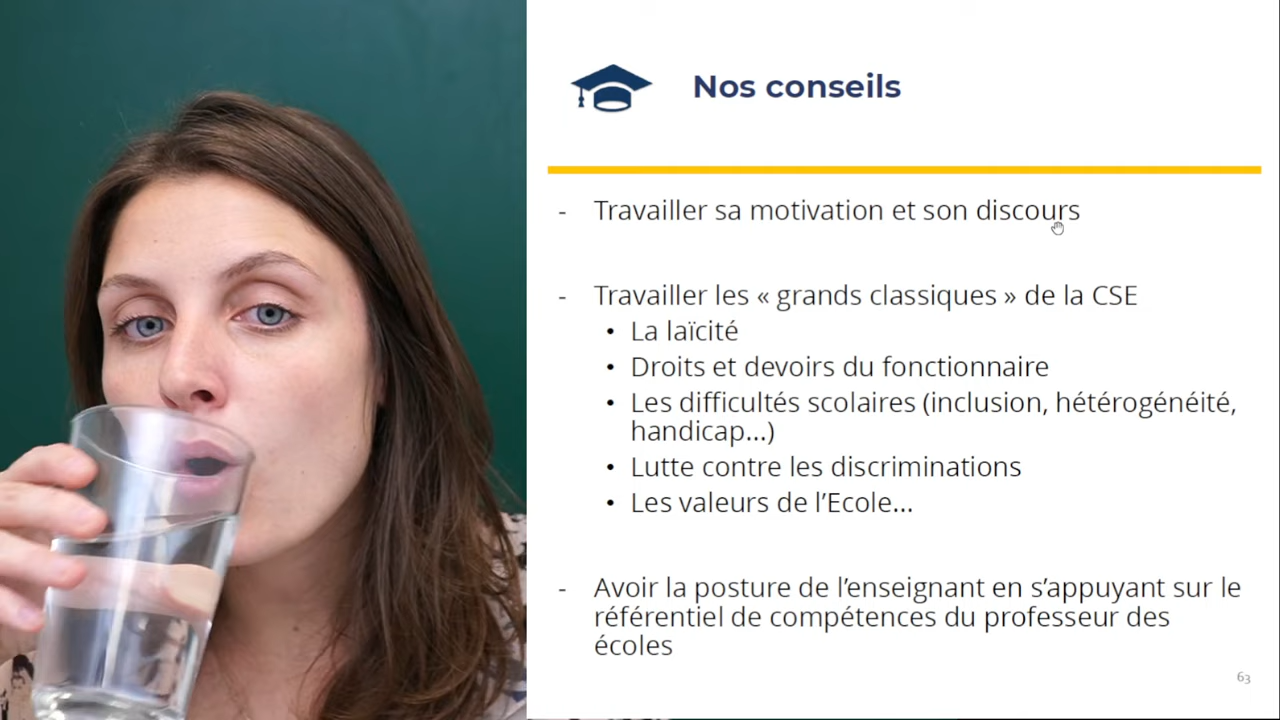 Nos conseils
- Travailler sa motivation et son discours
- Travailler les « grands classiques » de la CSE
• La laïcité
• Droits et devoirs du fonctionnaire
• Les difficultés scolaires (inclusion, hétérogénéité,
handicap...)
• Lutte contre les discriminations
• Les valeurs de l'Ecole...
- Avoir la posture de l'enseignant en s'appuyant sur le
référentiel de compétences du professeur des
écoles
63